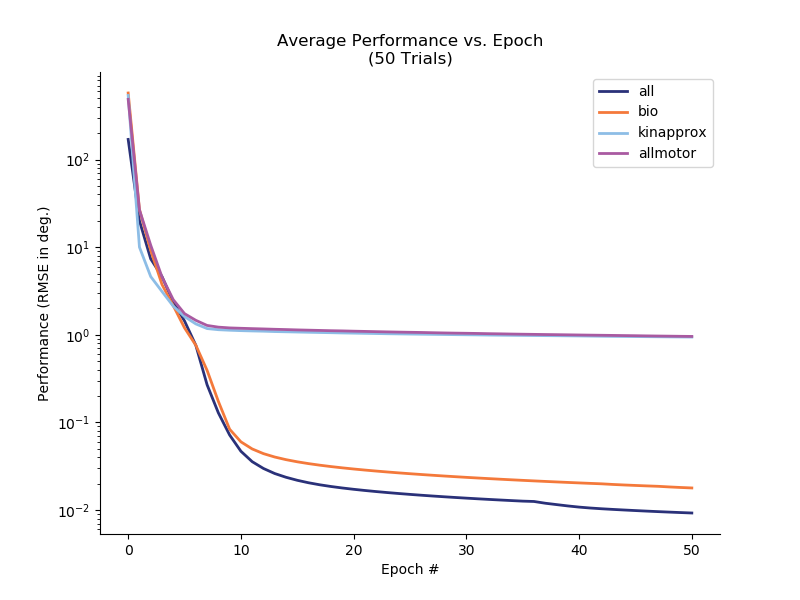 Average Performance vs. Epoch
(50 Trials)
all
bio
kinapprox
allmotor
Performance (RMSE in deg.)
10²
10¹
10⁰
10⁻¹
10⁻²
0 10 20 30 40 50
Epoch #